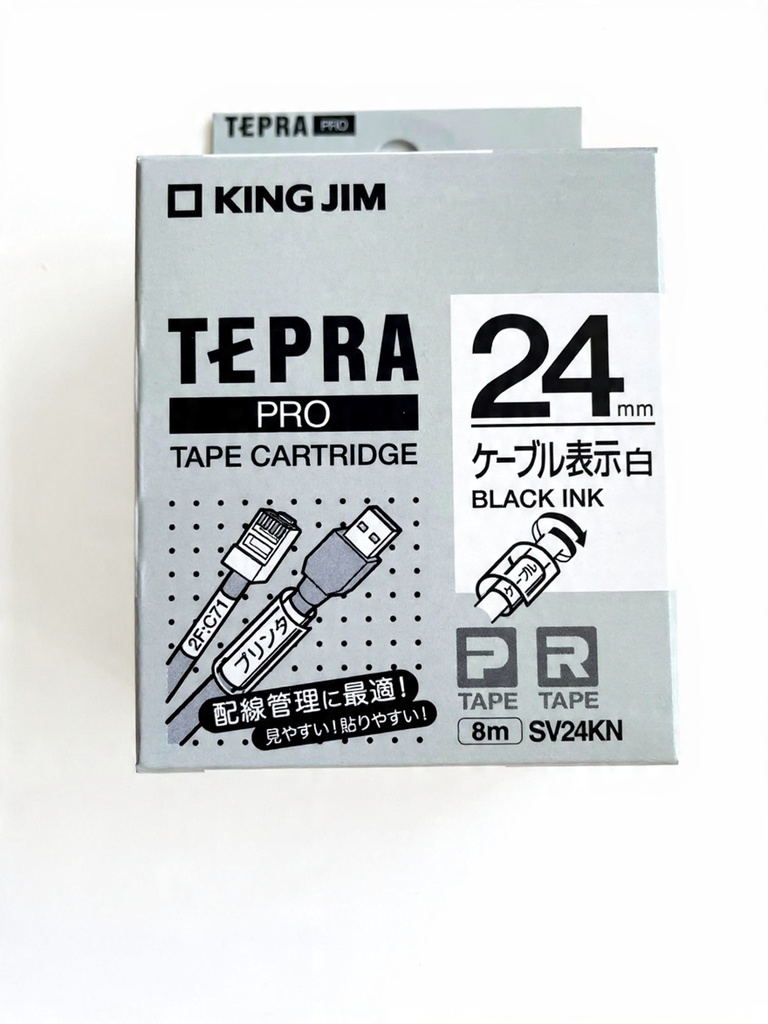 TEPRA PRO
KING JIM
TEPRA
PRO
TAPE CARTRIDGE
24mm
ケーブル表示 白
BLACK INK
ケーブル
2F-C71
プリンタ
配線管理に最適!
見やすい!貼りやすい!
P R
TAPE TAPE
8m SV24KN